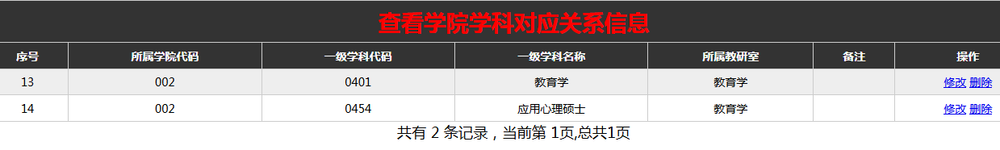 查看学院学科对应关系信息
序号 所属学院代码 一级学科代码 一级学科名称 所属教研室 备注 操作
13 002 0401 教育学 教育学 修改 删除
14 002 0454 应用心理硕士 教育学 修改 删除
共有 2 条记录，当前第 1页,总共1页